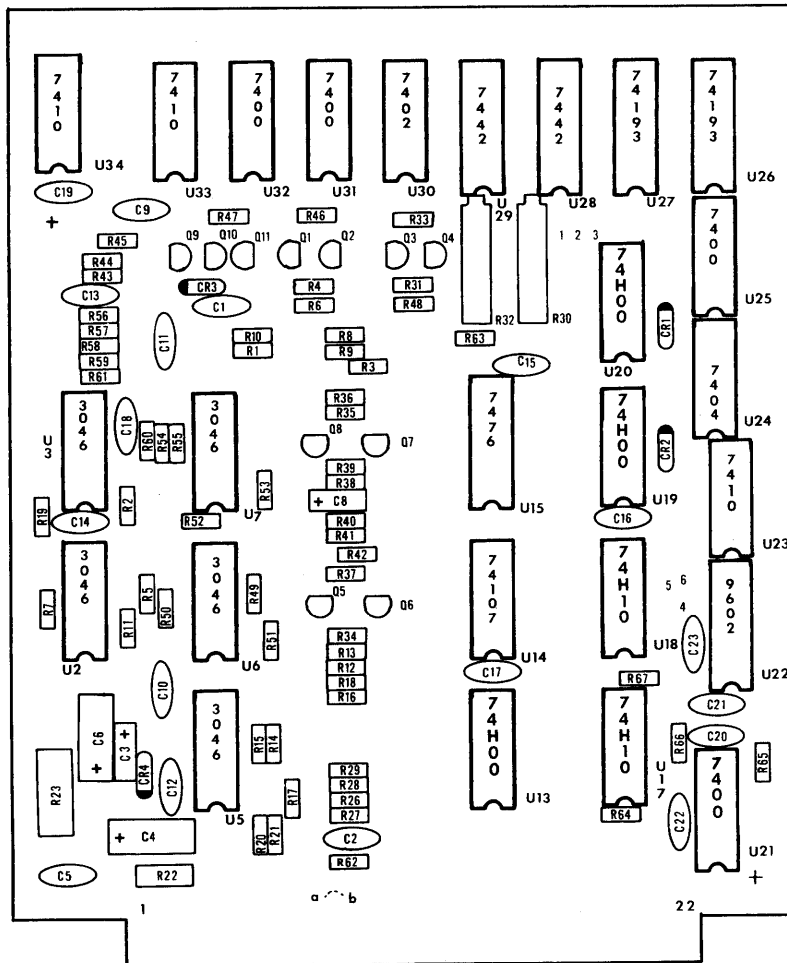 7410 7410 7400 7400 7402 7442 7442 74193 74193
U34 U33 U32 U31 U30 U29 U28 U27 U26
C19 C9 R47 R46 R33
+
1 2 3
R45 Q9 Q10 Q11 Q1 Q2 Q3 Q4 7400
R44
R43 74H00
C13 CR3 R4 R31
C1 R6 R48 U25
R56 CR1
R57 C11 R10 R8 R63 R32 R30
R58 R1 R9
R59 R3 C15 U20 7404
R61
3046 3046 R36 7476 74H00
U3 C18 R60 R54 R55 R35 U24
Q8 Q7 CR2
R39 7410
R53 R38
R19 R2 + C8 U19
C14 R52 U7 R40 U15 C16
R41
3046 3046 R42 74107 74H10 U23
R37 5 6 9602
R7 R5 R50 R49 Q5 Q6 4
R11 R51 R34 C23
U2 U6 R13 U14 U18
R12 C17 R67 U22
C10 R18
R16 C21
C6 C3 + 3046 R15 R14 74H00 74H10 R66 C20 R65
+ CR4 R29 7400
R23 C12 R28 U17
R17 R26
U5 R27 U13 R64
+ C4 R20 R21 C2 C22
R62 U21
C5 R22 +
1 a b 22